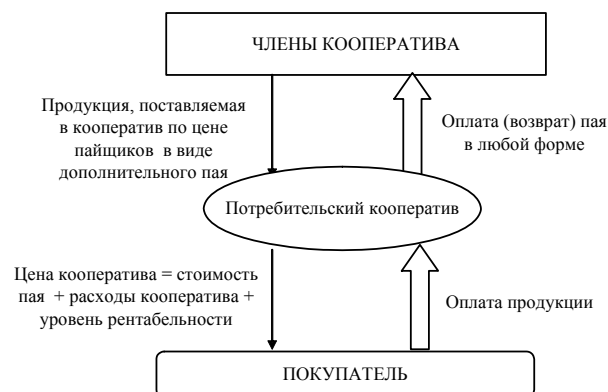 ЧЛЕНЫ КООПЕРАТИВА
Продукция, поставляемая
в кооператив по цене
пайщиков в виде
дополнительного пая
Оплата (возврат) пая
в любой форме
Потребительский кооператив
Цена кооператива = стоимость
пая + расходы кооператива +
уровень рентабельности
Оплата продукции
ПОКУПАТЕЛЬ